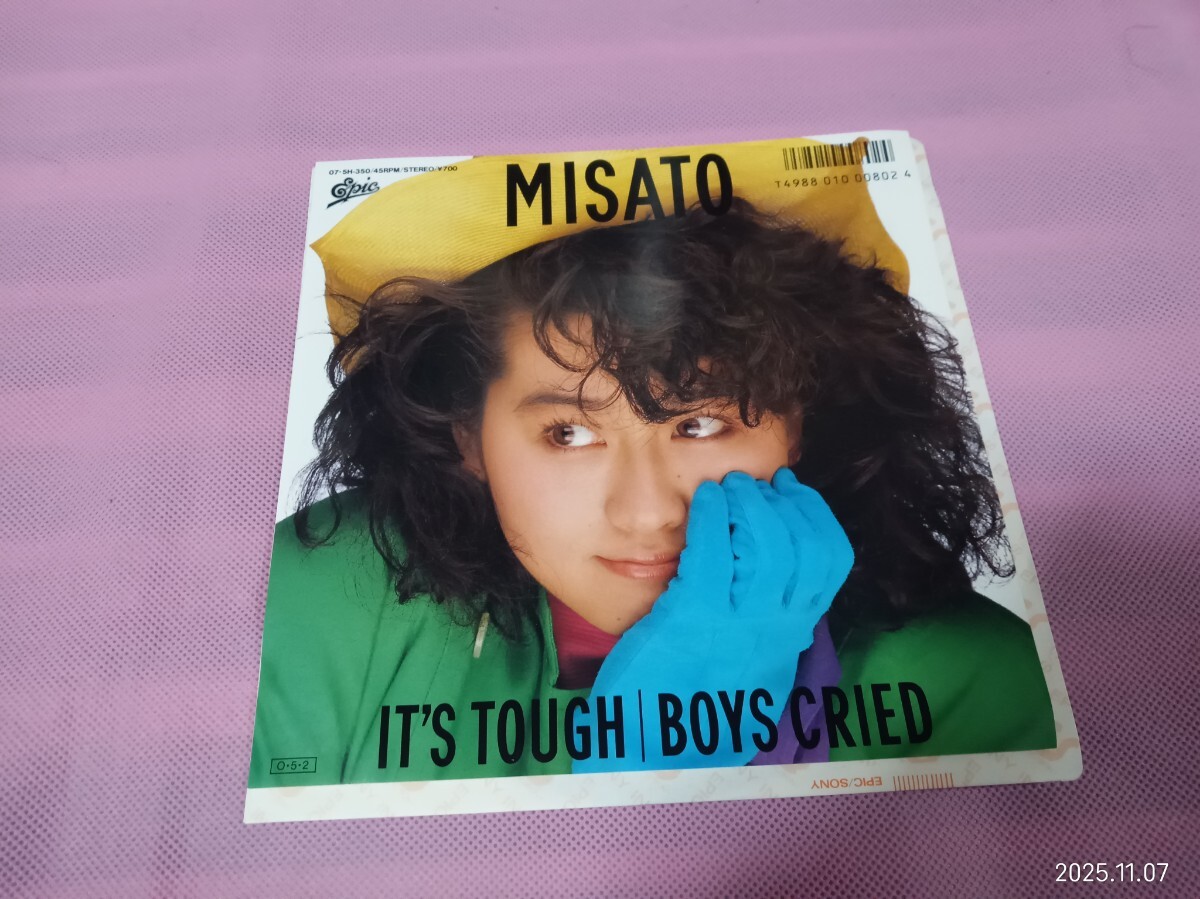 07・5H-350/45RPM/STEREO/¥700
Epic
MISATO
T4988 010 00802 4
IT'S TOUGH | BOYS CRIED
O・5・2
EPIC/SONY
2025.11.07